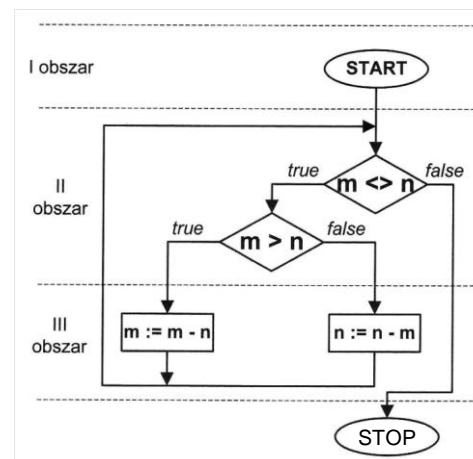 I obszar
START
true
m <> n
false
II
obszar
true
m > n
false
III
obszar
m := m - n
n := n - m
STOP